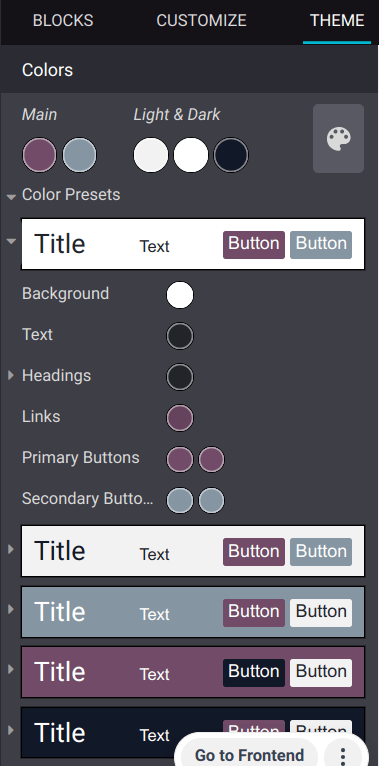 BLOCKS CUSTOMIZE THEME
Colors
Main Light & Dark
Color Presets
Title Text Button Button
Background
Text
Headings
Links
Primary Buttons
Secondary Butto...
Title Text Button Button
Title Text Button Button
Title Text Button Button
Title Text Button Button
Go to Frontend